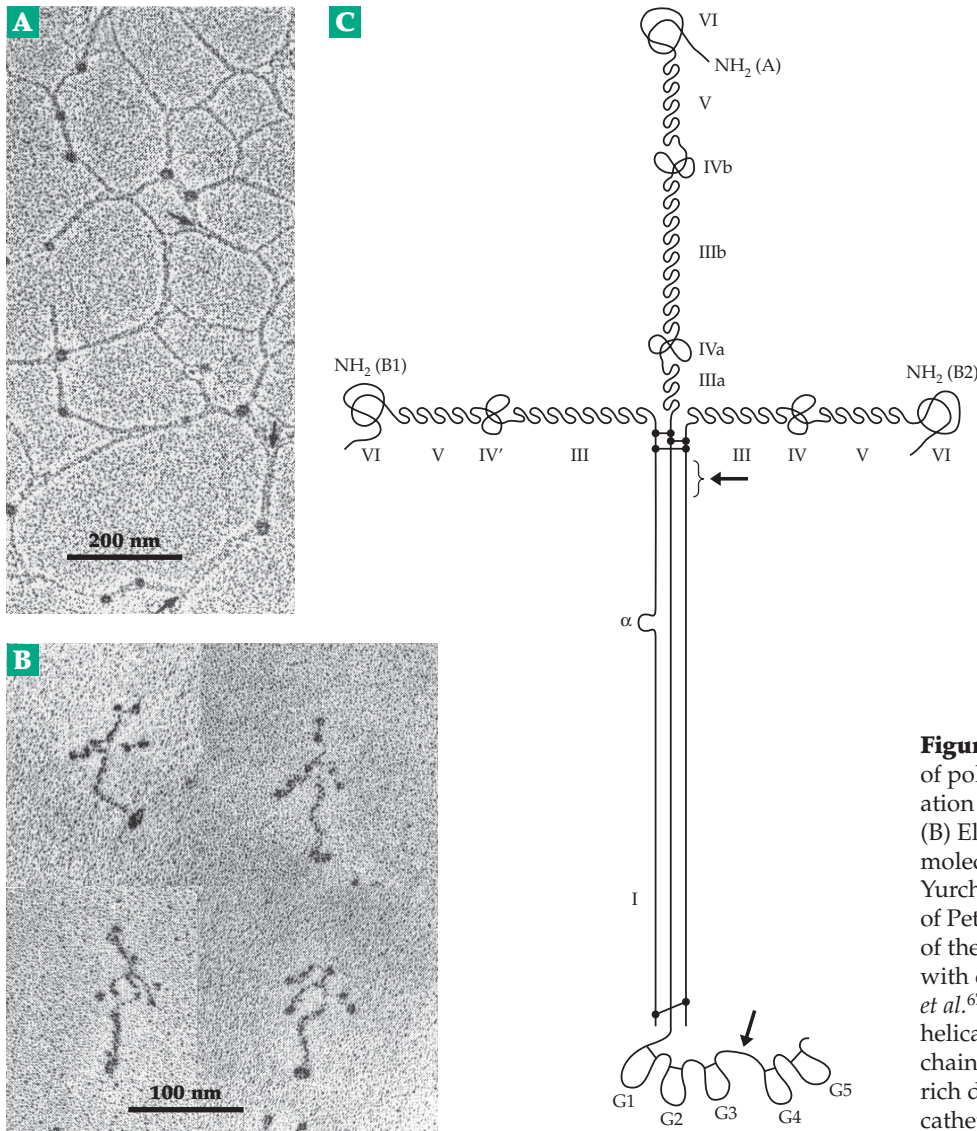 A
200 nm
B
100 nm
C
VI
NH2 (A)
V
IVb
IIIb
IVa
IIIa
NH2 (B1)
NH2 (B2)
VI V IV′ III III IV V VI
α
I
G1 G2 G3 G4 G5
Figure
of pol
ation
(B) El
molec
Yurch
of Pet
of the
with
et al.6
helica
chain
rich d
cathe